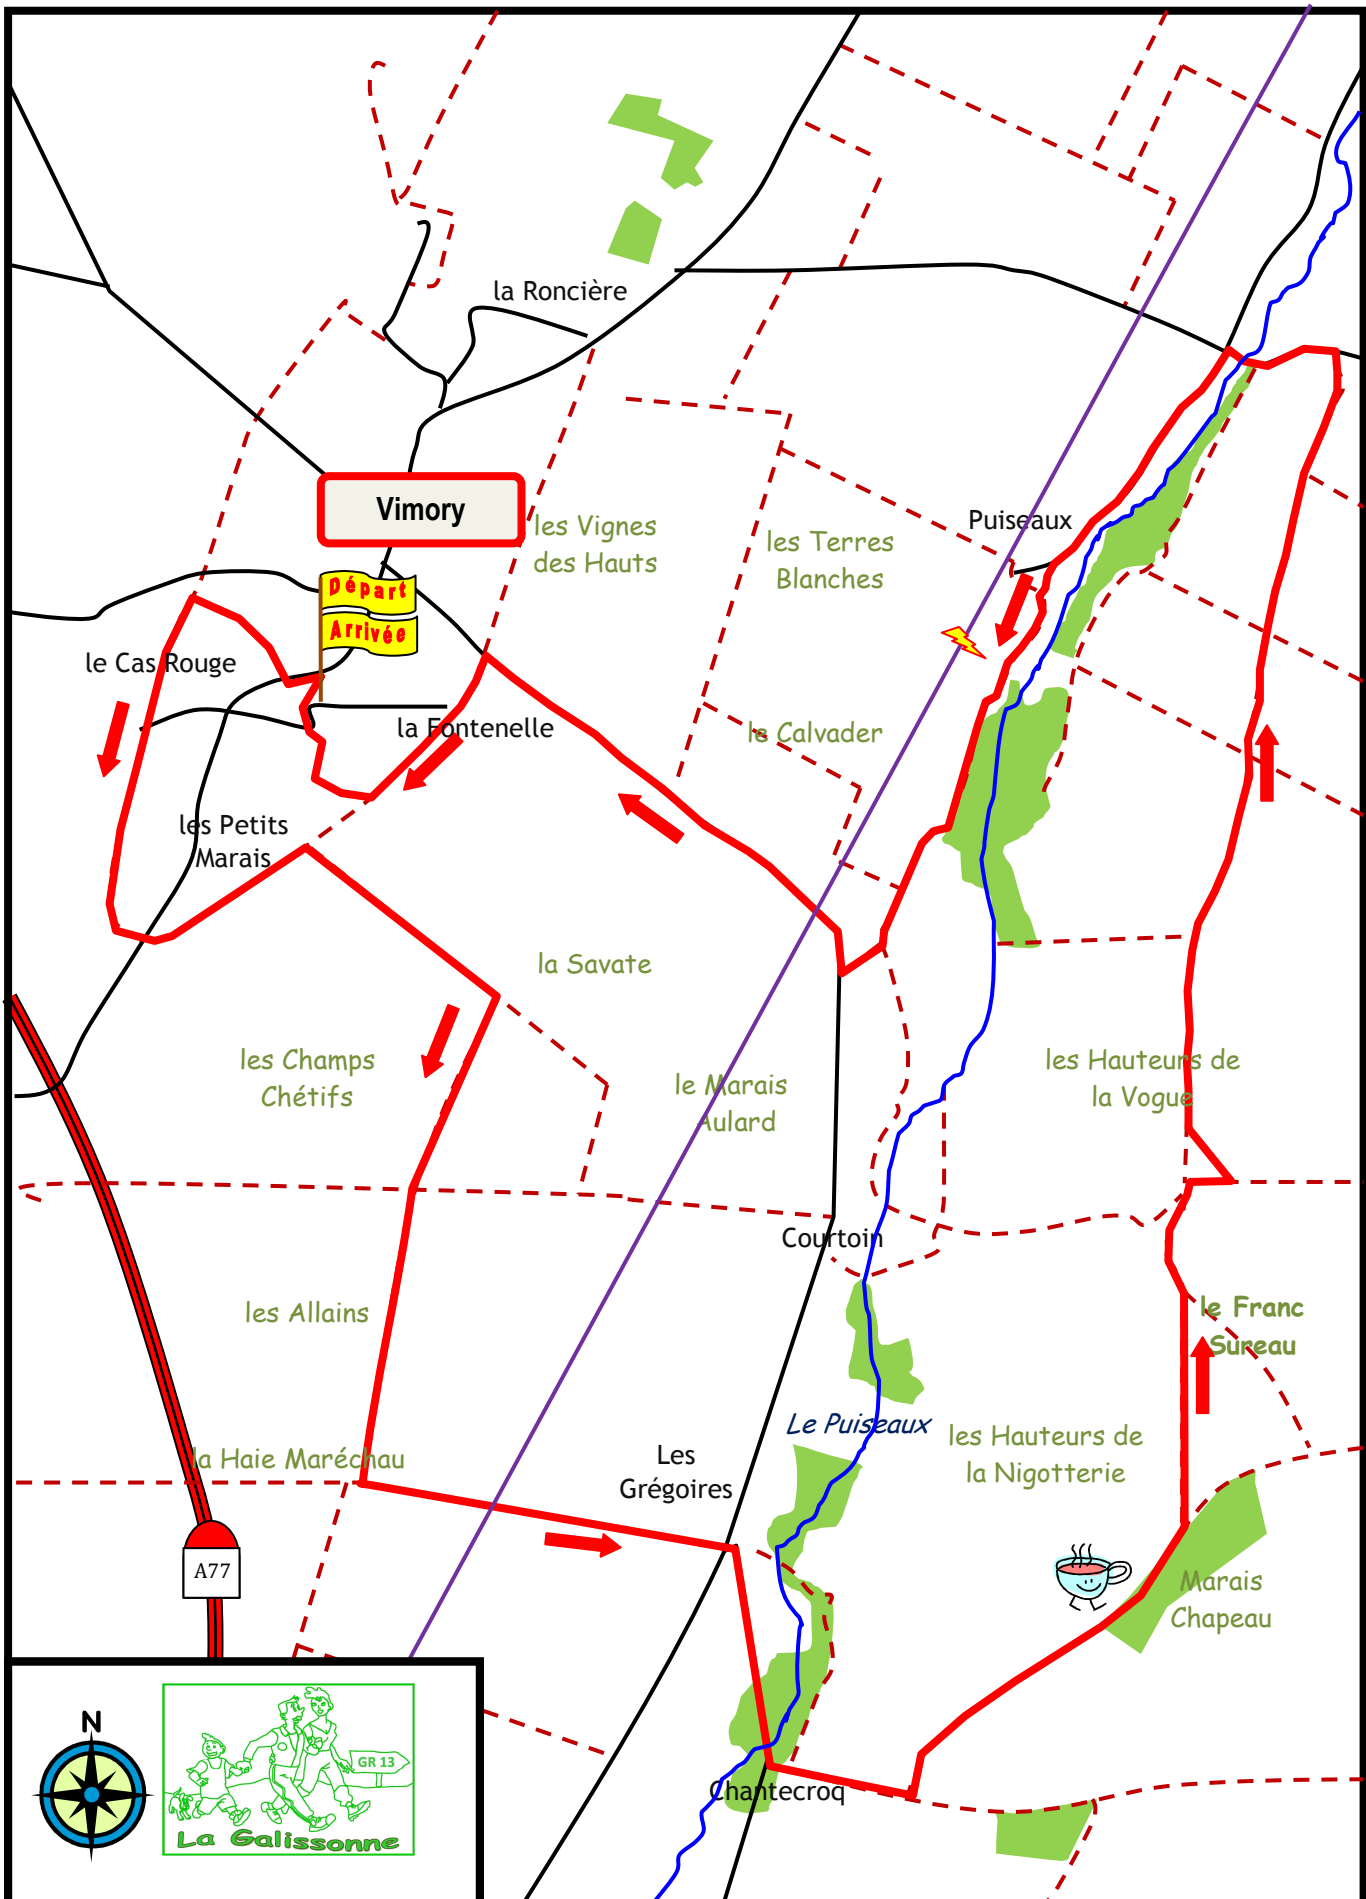 la Roncière
Vimory
les Vignes
des Hauts
Puiseaux
les Terres
Blanches
Départ
Arrivée
le Cas Rouge
la Fontenelle
le Calvader
les Petits
Marais
la Savate
les Champs
Chétifs
le Marais
Aulard
les Hauteurs de
la Vogue
Courtoin
les Allains
le Franc
Sureau
Le Puiseaux
les Hauteurs de
la Nigotterie
la Haie Maréchau
Les
Grégoires
A77
Marais
Chapeau
N
GR 13
La Galissonne
Chantecroq